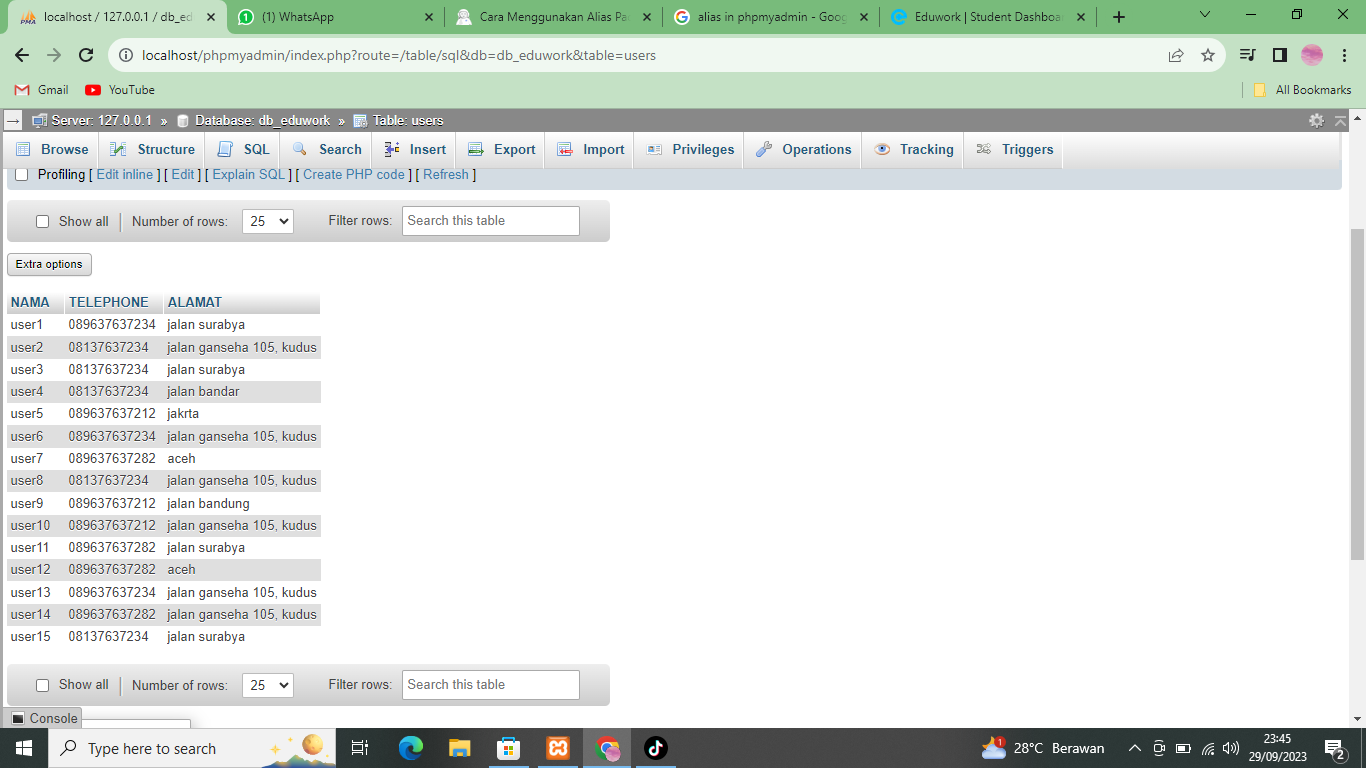 localhost / 127.0.0.1 / db_ed
(1) WhatsApp
Cara Menggunakan Alias Pa
alias in phpmyadmin - Goog
Eduwork | Student Dashboa
localhost/phpmyadmin/index.php?route=/table/sql&db=db_eduwork&table=users
Gmail YouTube All Bookmarks
Server: 127.0.0.1 » Database: db_eduwork » Table: users
Browse Structure SQL Search Insert Export Import Privileges Operations Tracking Triggers
Profiling [ Edit inline ] [ Edit ] [ Explain SQL ] [ Create PHP code ] [ Refresh ]
Show all Number of rows: 25 Filter rows: Search this table
Extra options
NAMA TELEPHONE ALAMAT
user1 089637637234 jalan surabya
user2 08137637234 jalan ganseha 105, kudus
user3 08137637234 jalan surabya
user4 08137637234 jalan bandar
user5 089637637212 jakrta
user6 089637637234 jalan ganseha 105, kudus
user7 089637637282 aceh
user8 08137637234 jalan ganseha 105, kudus
user9 089637637212 jalan bandung
user10 089637637212 jalan ganseha 105, kudus
user11 089637637282 jalan surabya
user12 089637637282 aceh
user13 089637637234 jalan ganseha 105, kudus
user14 089637637282 jalan ganseha 105, kudus
user15 08137637234 jalan surabya
Show all Number of rows: 25 Filter rows: Search this table
Console
Type here to search
1 28°C Berawan
23:45
29/09/2023
2